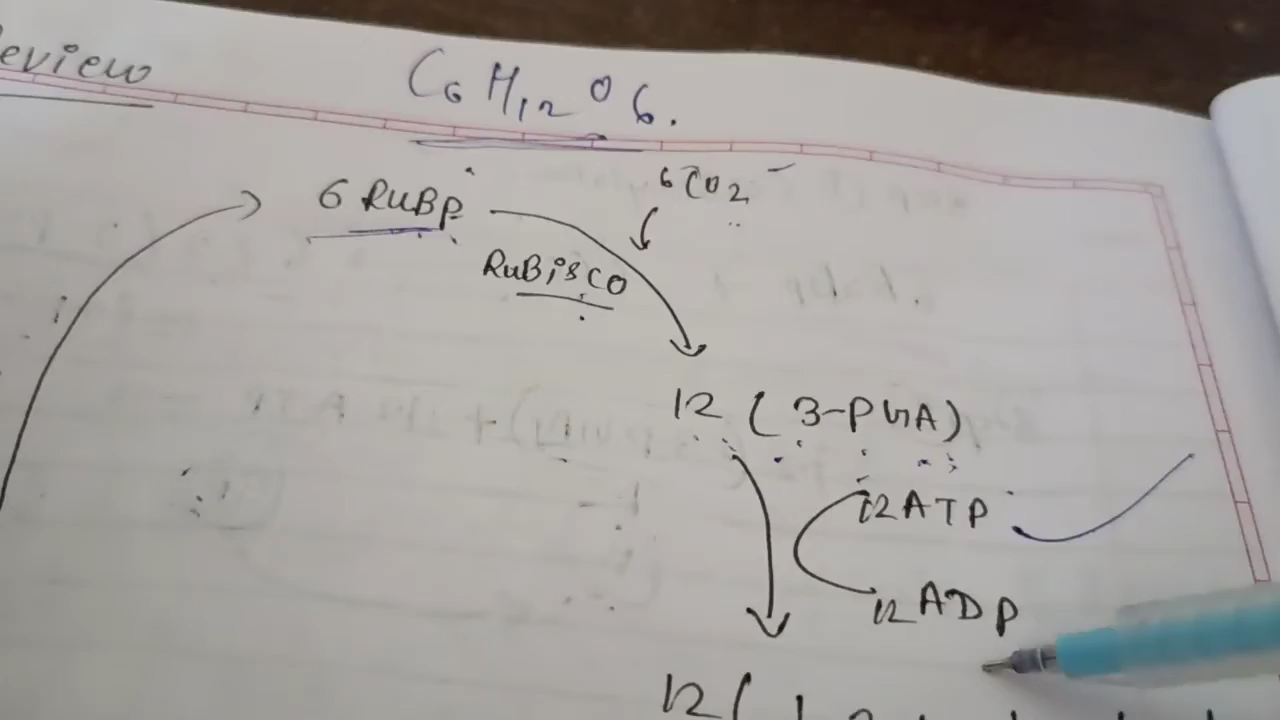 eview
C6H12O6.
6 RuBP
6CO2
RuBisCO
12 (3-PGA)
12ATP
12ADP
12(